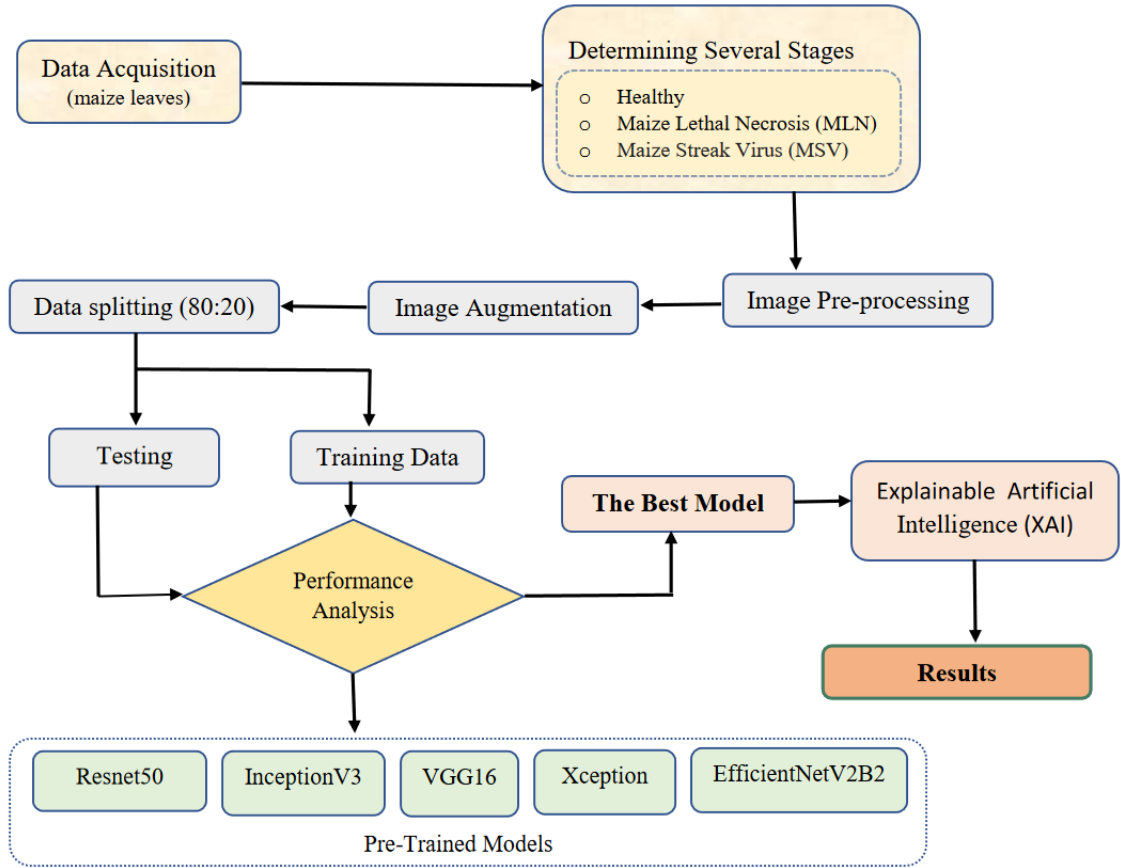 Data Acquisition
(maize leaves)
Determining Several Stages
o Healthy
o Maize Lethal Necrosis (MLN)
o Maize Streak Virus (MSV)
Data splitting (80:20)
Image Augmentation
Image Pre-processing
Testing
Training Data
The Best Model
Explainable Artificial
Intelligence (XAI)
Performance
Analysis
Results
Resnet50
InceptionV3
VGG16
Xception
EfficientNetV2B2
Pre-Trained Models